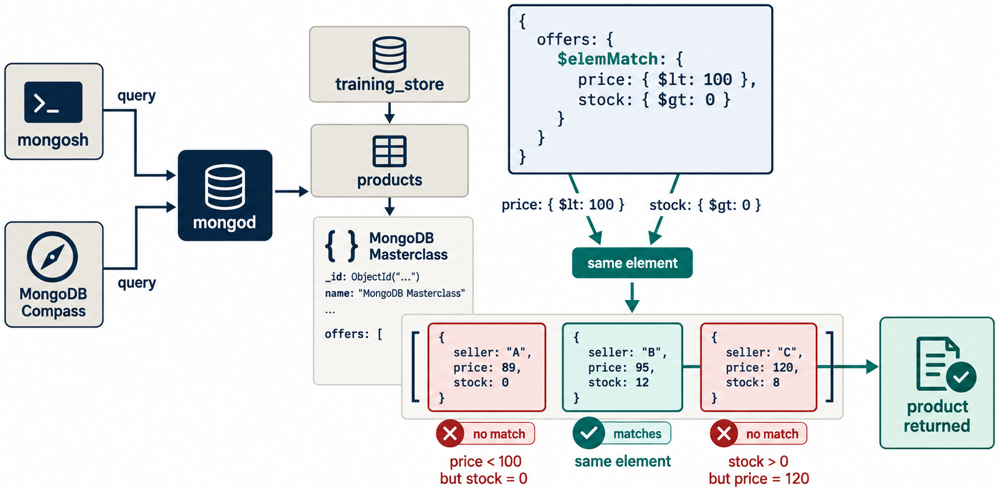 >_
mongosh
query
MongoDB
Compass
query
mongod
training_store
products
{ } MongoDB
Masterclass
_id: ObjectId("...")
name: "MongoDB Masterclass"
...
offers: [
{
offers: {
$elemMatch: {
price: { $lt: 100 },
stock: { $gt: 0 }
}
}
}
price: { $lt: 100 }
stock: { $gt: 0 }
same element
[
{
seller: "A",
price: 89,
stock: 0
}
{
seller: "B",
price: 95,
stock: 12
}
{
seller: "C",
price: 120,
stock: 8
}
]
no match
price < 100
but stock = 0
matches
same element
no match
stock > 0
but price = 120
product
returned